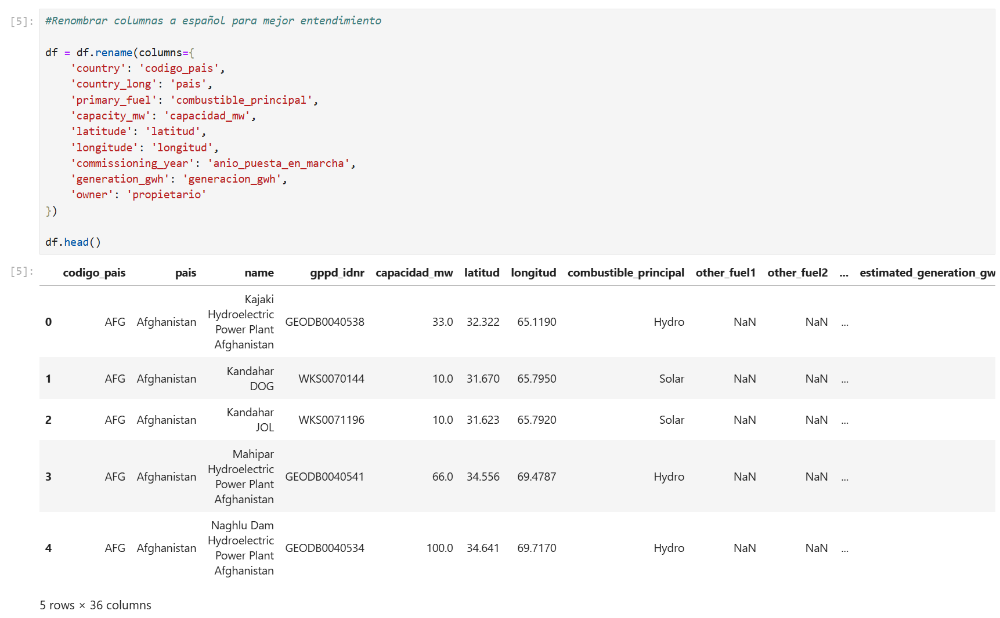 [5]:
#Renombrar columnas a español para mejor entendimiento
df = df.rename(columns={
    'country': 'codigo_pais',
    'country_long': 'pais',
    'primary_fuel': 'combustible_principal',
    'capacity_mw': 'capacidad_mw',
    'latitude': 'latitud',
    'longitude': 'longitud',
    'commissioning_year': 'anio_puesta_en_marcha',
    'generation_gwh': 'generacion_gwh',
    'owner': 'propietario'
})
df.head()
[5]:
codigo_pais pais name gppd_idnr capacidad_mw latitud longitud combustible_principal other_fuel1 other_fuel2 ... estimated_generation_gw
0 AFG Afghanistan Kajaki Hydroelectric Power Plant Afghanistan GEODB0040538 33.0 32.322 65.1190 Hydro NaN NaN ...
1 AFG Afghanistan Kandahar DOG WKS0070144 10.0 31.670 65.7950 Solar NaN NaN ...
2 AFG Afghanistan Kandahar JOL WKS0071196 10.0 31.623 65.7920 Solar NaN NaN ...
3 AFG Afghanistan Mahipar Hydroelectric Power Plant Afghanistan GEODB0040541 66.0 34.556 69.4787 Hydro NaN NaN ...
4 AFG Afghanistan Naghlu Dam Hydroelectric Power Plant Afghanistan GEODB0040534 100.0 34.641 69.7170 Hydro NaN NaN ...
5 rows × 36 columns